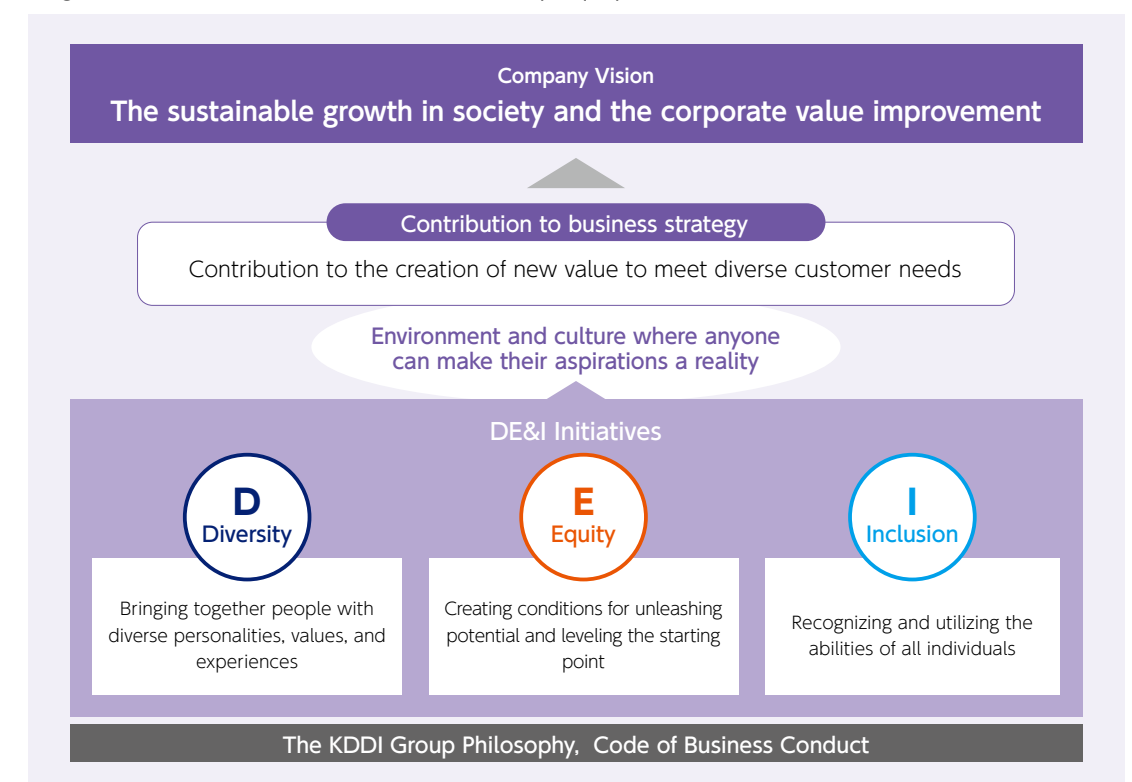 Company Vision
The sustainable growth in society and the corporate value improvement
Contribution to business strategy
Contribution to the creation of new value to meet diverse customer needs
Environment and culture where anyone
can make their aspirations a reality
DE&I Initiatives
D
Diversity
Bringing together people with
diverse personalities, values, and
experiences
E
Equity
Creating conditions for unleashing
potential and leveling the starting
point
I
Inclusion
Recognizing and utilizing the
abilities of all individuals
The KDDI Group Philosophy, Code of Business Conduct